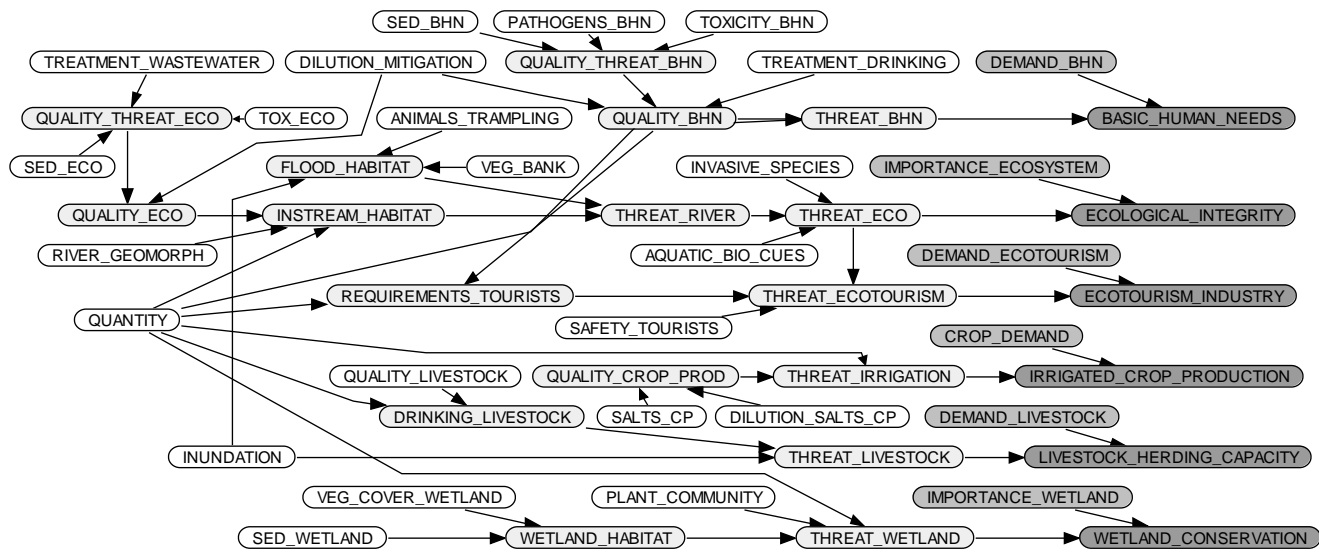 SED_BHN
PATHOGENS_BHN
TOXICITY_BHN
TREATMENT_WASTEWATER
DILUTION_MITIGATION
QUALITY_THREAT_BHN
TREATMENT_DRINKING
DEMAND_BHN
QUALITY_THREAT_ECO
TOX_ECO
ANIMALS_TRAMPLING
QUALITY_BHN
THREAT_BHN
BASIC_HUMAN_NEEDS
SED_ECO
FLOOD_HABITAT
VEG_BANK
INVASIVE_SPECIES
IMPORTANCE_ECOSYSTEM
QUALITY_ECO
INSTREAM_HABITAT
THREAT_RIVER
THREAT_ECO
ECOLOGICAL_INTEGRITY
RIVER_GEOMORPH
AQUATIC_BIO_CUES
DEMAND_ECOTOURISM
REQUIREMENTS_TOURISTS
THREAT_ECOTOURISM
ECOTOURISM_INDUSTRY
QUANTITY
SAFETY_TOURISTS
CROP_DEMAND
QUALITY_LIVESTOCK
QUALITY_CROP_PROD
THREAT_IRRIGATION
IRRIGATED_CROP_PRODUCTION
DRINKING_LIVESTOCK
SALTS_CP
DILUTION_SALTS_CP
DEMAND_LIVESTOCK
INUNDATION
THREAT_LIVESTOCK
LIVESTOCK_HERDING_CAPACITY
VEG_COVER_WETLAND
PLANT_COMMUNITY
IMPORTANCE_WETLAND
SED_WETLAND
WETLAND_HABITAT
THREAT_WETLAND
WETLAND_CONSERVATION